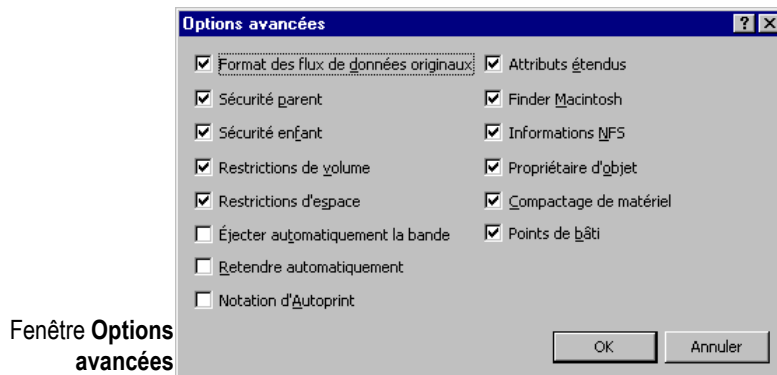 Options avancées
Format des flux de données originaux
Sécurité parent
Sécurité enfant
Restrictions de volume
Restrictions d'espace
Éjecter automatiquement la bande
Retendre automatiquement
Notation d'Autoprint
Attributs étendus
Finder Macintosh
Informations NFS
Propriétaire d'objet
Compactage de matériel
Points de bâti
OK
Annuler
Fenêtre Options
avancées